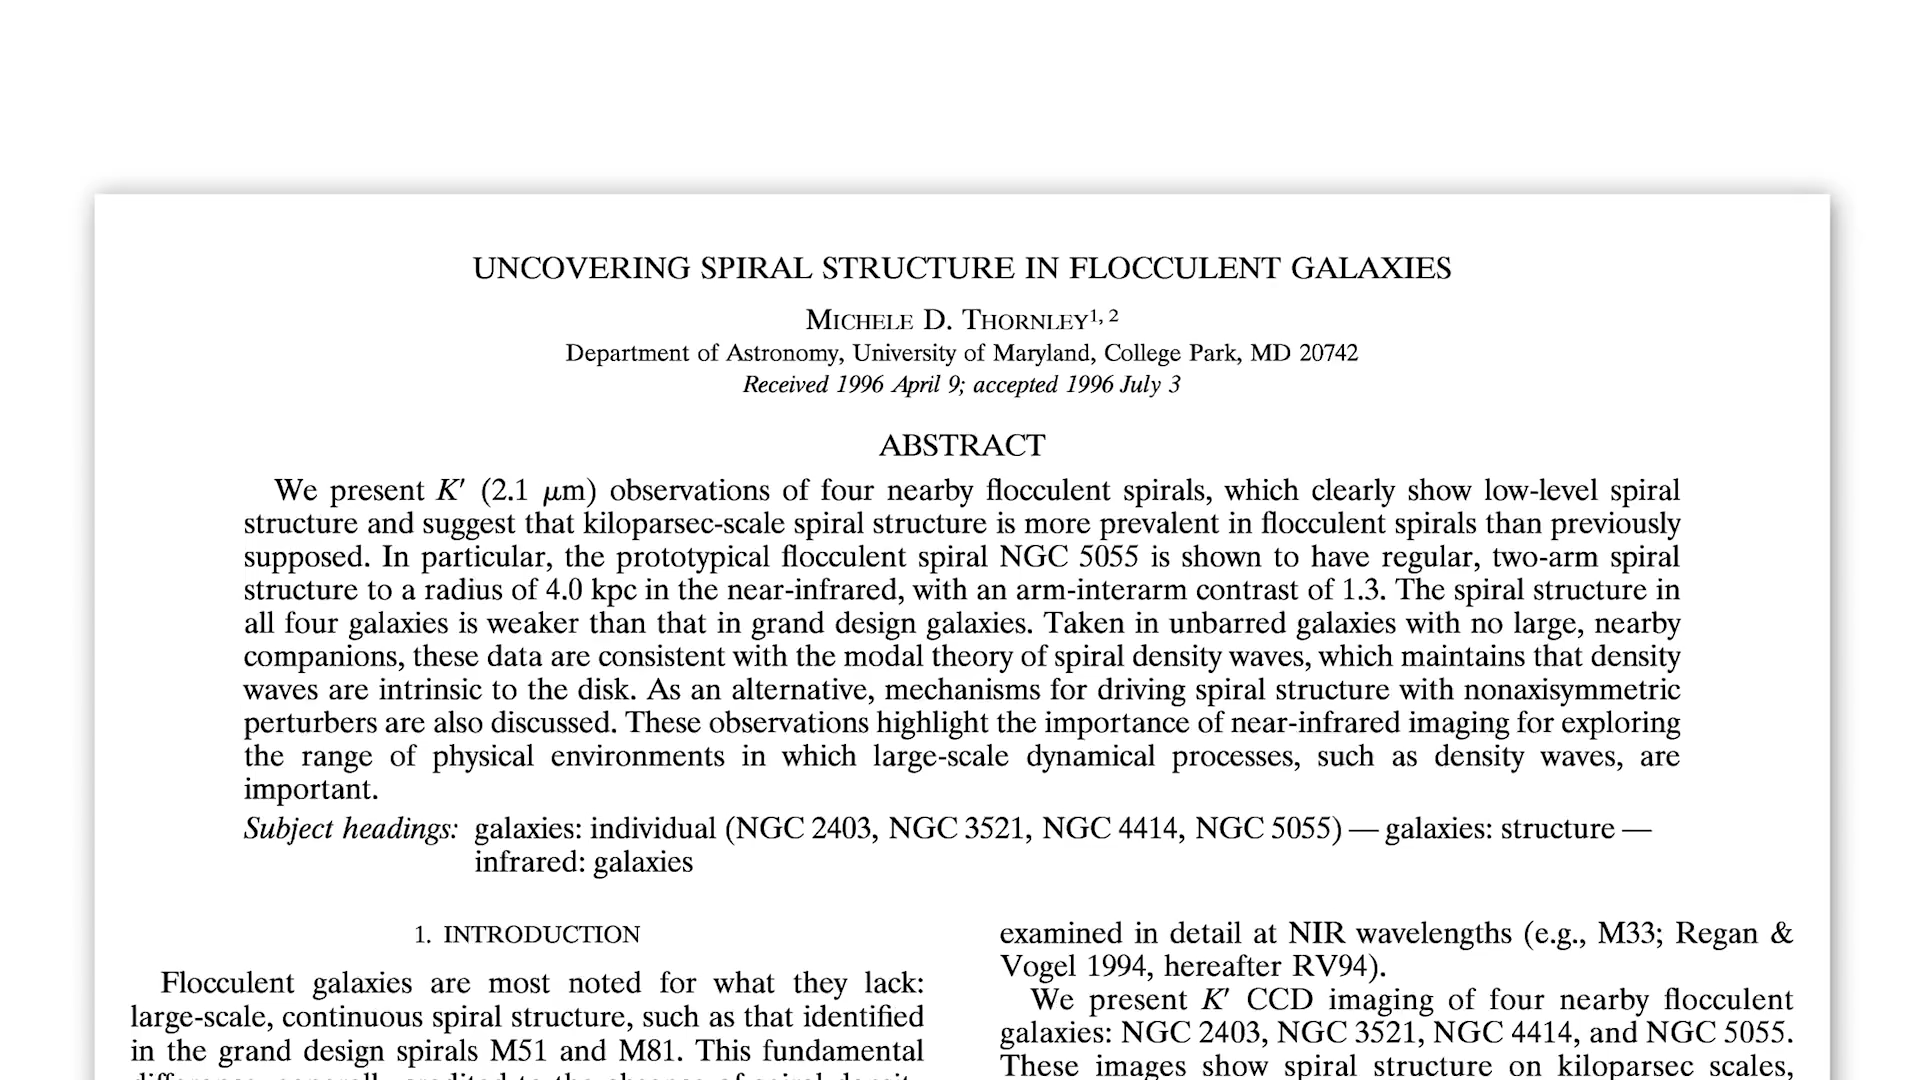 UNCOVERING SPIRAL STRUCTURE IN FLOCCULENT GALAXIES
MICHELE D. THORNLEY1, 2
Department of Astronomy, University of Maryland, College Park, MD 20742
Received 1996 April 9; accepted 1996 July 3
ABSTRACT
We present K′ (2.1 μm) observations of four nearby flocculent spirals, which clearly show low-level spiral
structure and suggest that kiloparsec-scale spiral structure is more prevalent in flocculent spirals than previously
supposed. In particular, the prototypical flocculent spiral NGC 5055 is shown to have regular, two-arm spiral
structure to a radius of 4.0 kpc in the near-infrared, with an arm-interarm contrast of 1.3. The spiral structure in
all four galaxies is weaker than that in grand design galaxies. Taken in unbarred galaxies with no large, nearby
companions, these data are consistent with the modal theory of spiral density waves, which maintains that density
waves are intrinsic to the disk. As an alternative, mechanisms for driving spiral structure with nonaxisymmetric
perturbers are also discussed. These observations highlight the importance of near-infrared imaging for exploring
the range of physical environments in which large-scale dynamical processes, such as density waves, are
important.
Subject headings: galaxies: individual (NGC 2403, NGC 3521, NGC 4414, NGC 5055) — galaxies: structure —
infrared: galaxies
1. INTRODUCTION
Flocculent galaxies are most noted for what they lack:
large-scale, continuous spiral structure, such as that identified
in the grand design spirals M51 and M81. This fundamental
examined in detail at NIR wavelengths (e.g., M33; Regan &
Vogel 1994, hereafter RV94).
We present K′ CCD imaging of four nearby flocculent
galaxies: NGC 2403, NGC 3521, NGC 4414, and NGC 5055.
These images show spiral structure on kiloparsec scales,